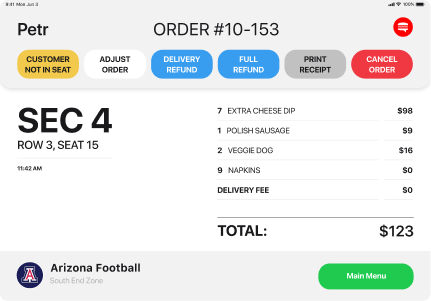 9:41 AM Mon Jun 3
100%
Petr
ORDER #10-153
CUSTOMER
NOT IN SEAT
ADJUST
ORDER
DELIVERY
REFUND
FULL
REFUND
PRINT
RECEIPT
CANCEL
ORDER
SEC 4
ROW 3, SEAT 15
11:42 AM
7 EXTRA CHEESE DIP $98
1 POLISH SAUSAGE $9
2 VEGGIE DOG $16
9 NAPKINS $0
DELIVERY FEE $0
TOTAL: $123
A
Arizona Football
South End Zone
Main Menu